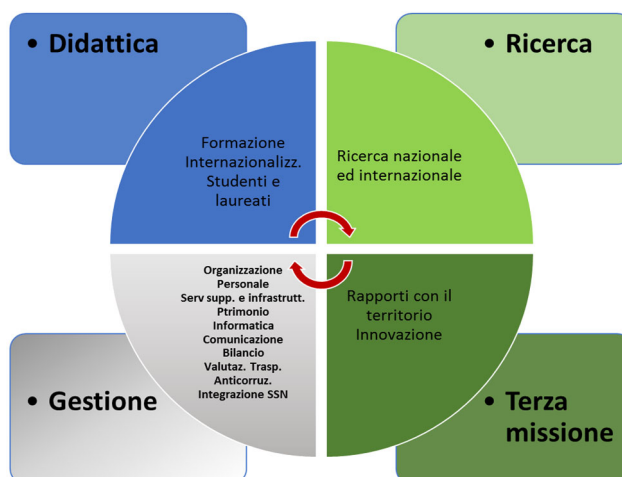 • Didattica
• Ricerca
Formazione
Internazionalizz.
Studenti e
laureati
Ricerca nazionale
ed internazionale
Organizzazione
Personale
Serv supp. e infrastrutt.
Ptrimonio
Informatica
Comunicazione
Bilancio
Valutaz. Trasp.
Anticorruz.
Integrazione SSN
Rapporti con il
territorio
Innovazione
• Gestione
• Terza
missione